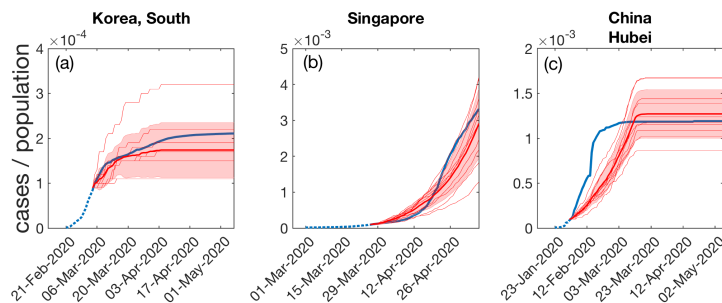 Korea, South
Singapore
China
Hubei
cases / population
×10⁻⁴
(a)
4
3
2
1
0
21-Feb-2020
06-Mar-2020
20-Mar-2020
03-Apr-2020
17-Apr-2020
01-May-2020
×10⁻³
(b)
5
4
3
2
1
0
01-Mar-2020
15-Mar-2020
29-Mar-2020
12-Apr-2020
26-Apr-2020
×10⁻³
(c)
2
1.5
1
0.5
0
23-Jan-2020
12-Feb-2020
03-Mar-2020
23-Mar-2020
12-Apr-2020
02-May-2020